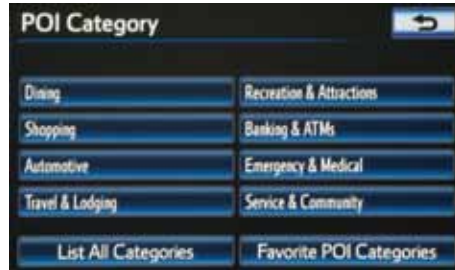 POI Category
Dining
Recreation & Attractions
Shopping
Banking & ATMs
Automotive
Emergency & Medical
Travel & Lodging
Service & Community
List All Categories
Favorite POI Categories